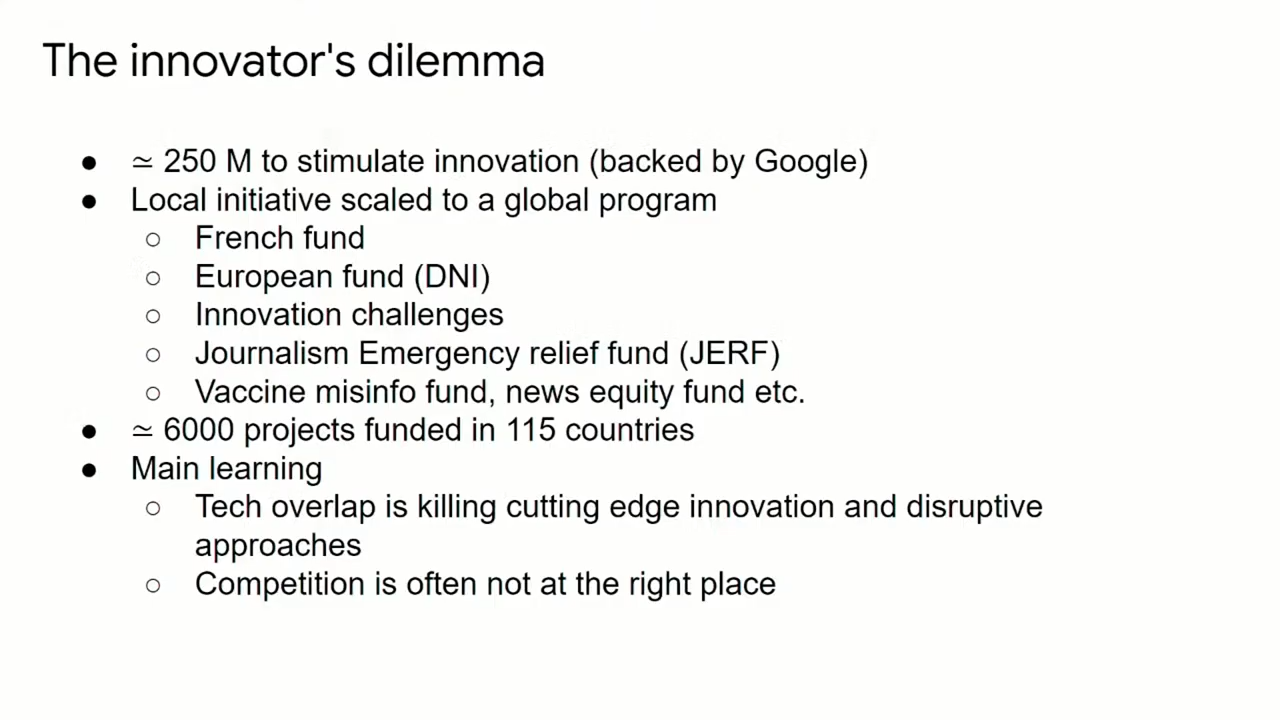 The innovator's dilemma
● ≃ 250 M to stimulate innovation (backed by Google)
● Local initiative scaled to a global program
○ French fund
○ European fund (DNI)
○ Innovation challenges
○ Journalism Emergency relief fund (JERF)
○ Vaccine misinfo fund, news equity fund etc.
● ≃ 6000 projects funded in 115 countries
● Main learning
○ Tech overlap is killing cutting edge innovation and disruptive
approaches
○ Competition is often not at the right place